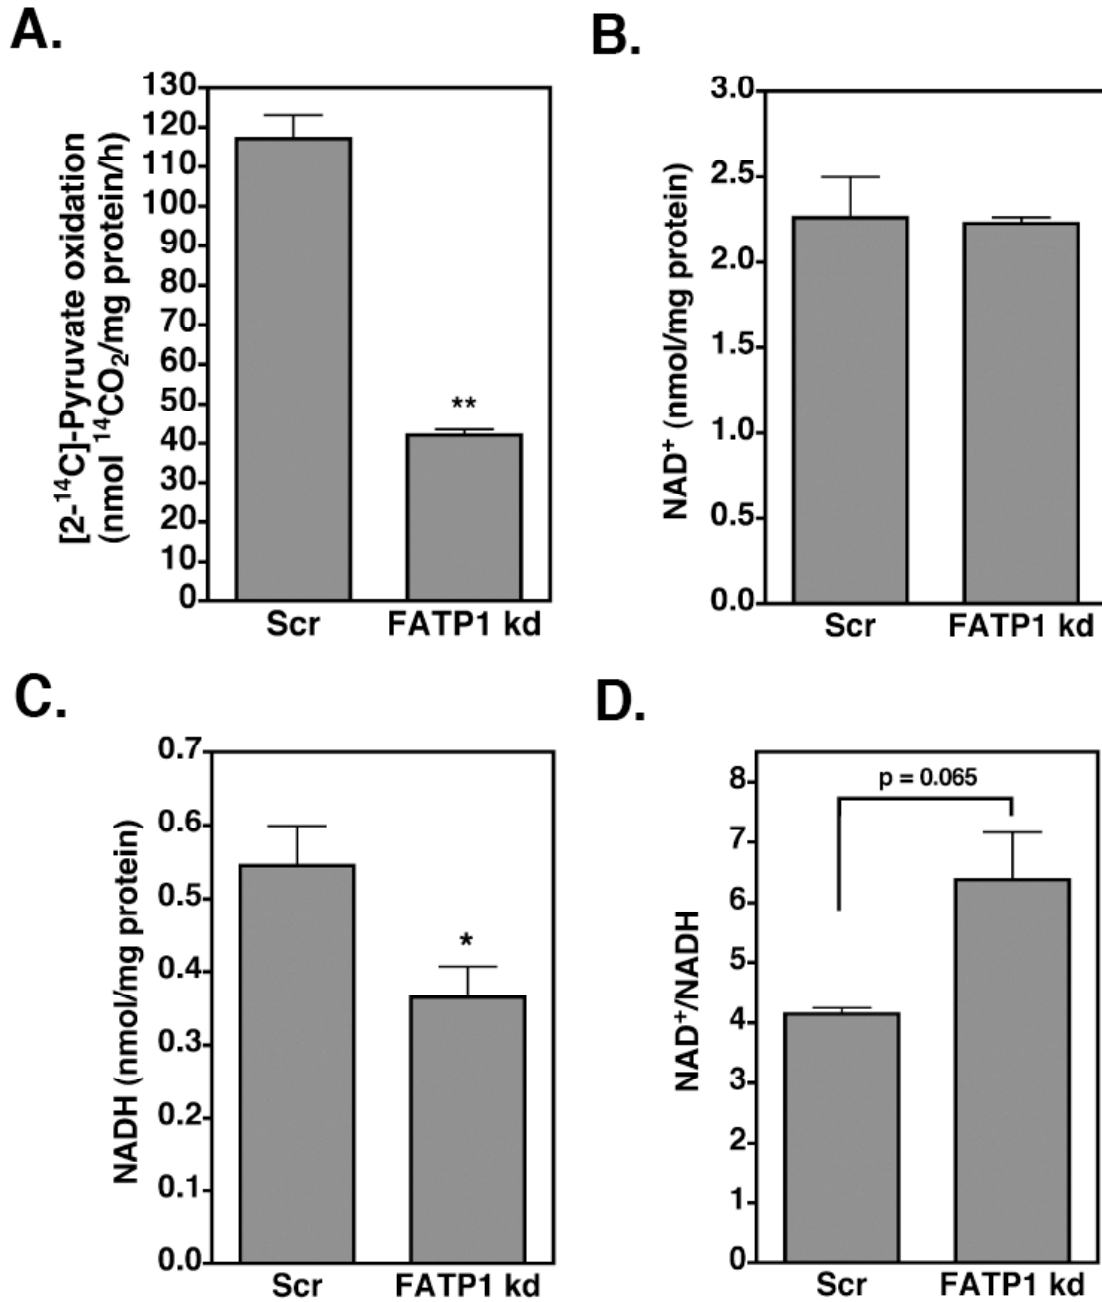 A.
[2-¹⁴C]-Pyruvate oxidation
(nmol ¹⁴CO₂/mg protein/h)
130
120
110
100
90
80
70
60
50
40
30
20
10
0
**
Scr
FATP1 kd
B.
NAD⁺ (nmol/mg protein)
3.0
2.5
2.0
1.5
1.0
0.5
0.0
Scr
FATP1 kd
C.
NADH (nmol/mg protein)
0.7
0.6
0.5
0.4
0.3
0.2
0.1
0.0
*
Scr
FATP1 kd
D.
NAD⁺/NADH
8
7
6
5
4
3
2
1
0
p = 0.065
Scr
FATP1 kd